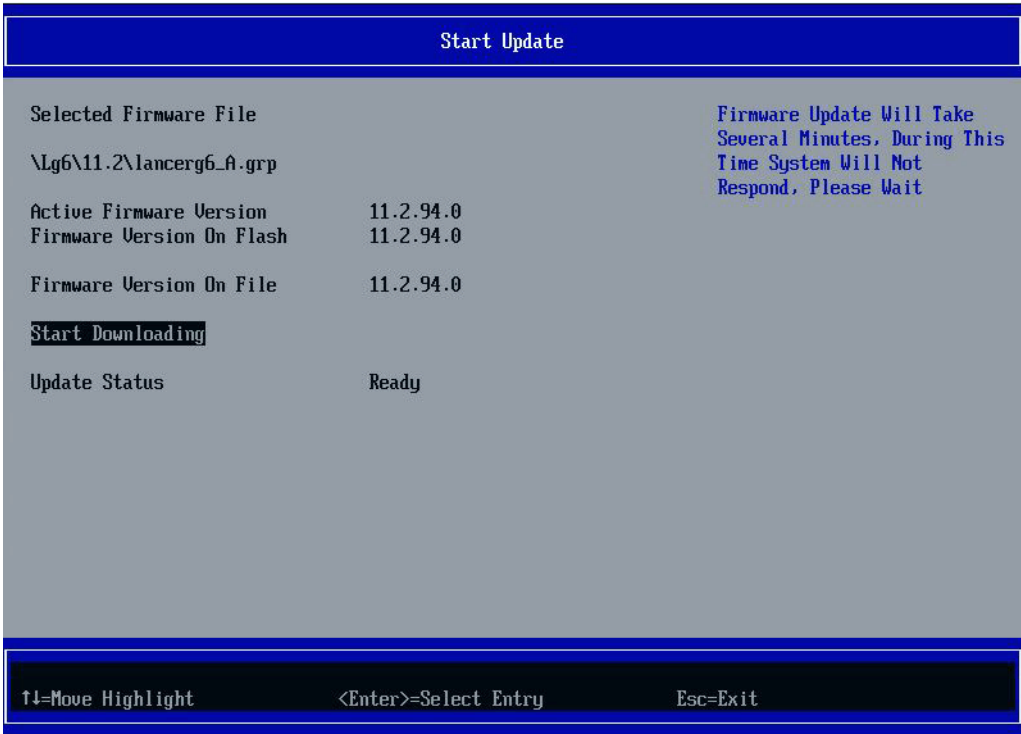 Start Update
Selected Firmware File
\Lg6\11.2\lancerg6_A.grp
Active Firmware Version 11.2.94.0
Firmware Version On Flash 11.2.94.0
Firmware Version On File 11.2.94.0
Start Downloading
Update Status Ready
Firmware Update Will Take
Several Minutes, During This
Time System Will Not
Respond, Please Wait
↑↓=Move Highlight <Enter>=Select Entry Esc=Exit